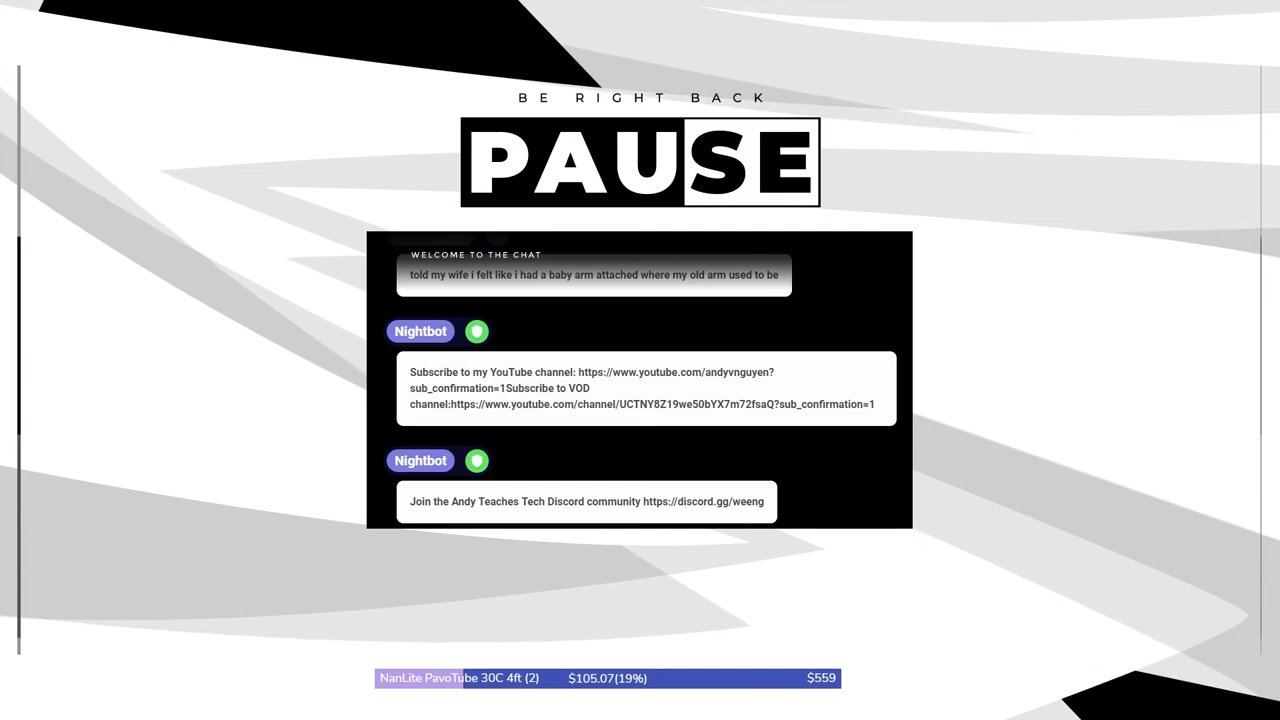 BE RIGHT BACK
PAUSE
WELCOME TO THE CHAT
told my wife i felt like i had a baby arm attached where my old arm used to be
Nightbot
Subscribe to my YouTube channel: https://www.youtube.com/andyvnguyen?
sub_confirmation=1Subscribe to VOD
channel:https://www.youtube.com/channel/UCTNY8Z19we50bYX7m72fsaQ?sub_confirmation=1
Nightbot
Join the Andy Teaches Tech Discord community https://discord.gg/weeng
NanLite PavoTube 30C 4ft (2) $105.07(19%) $559